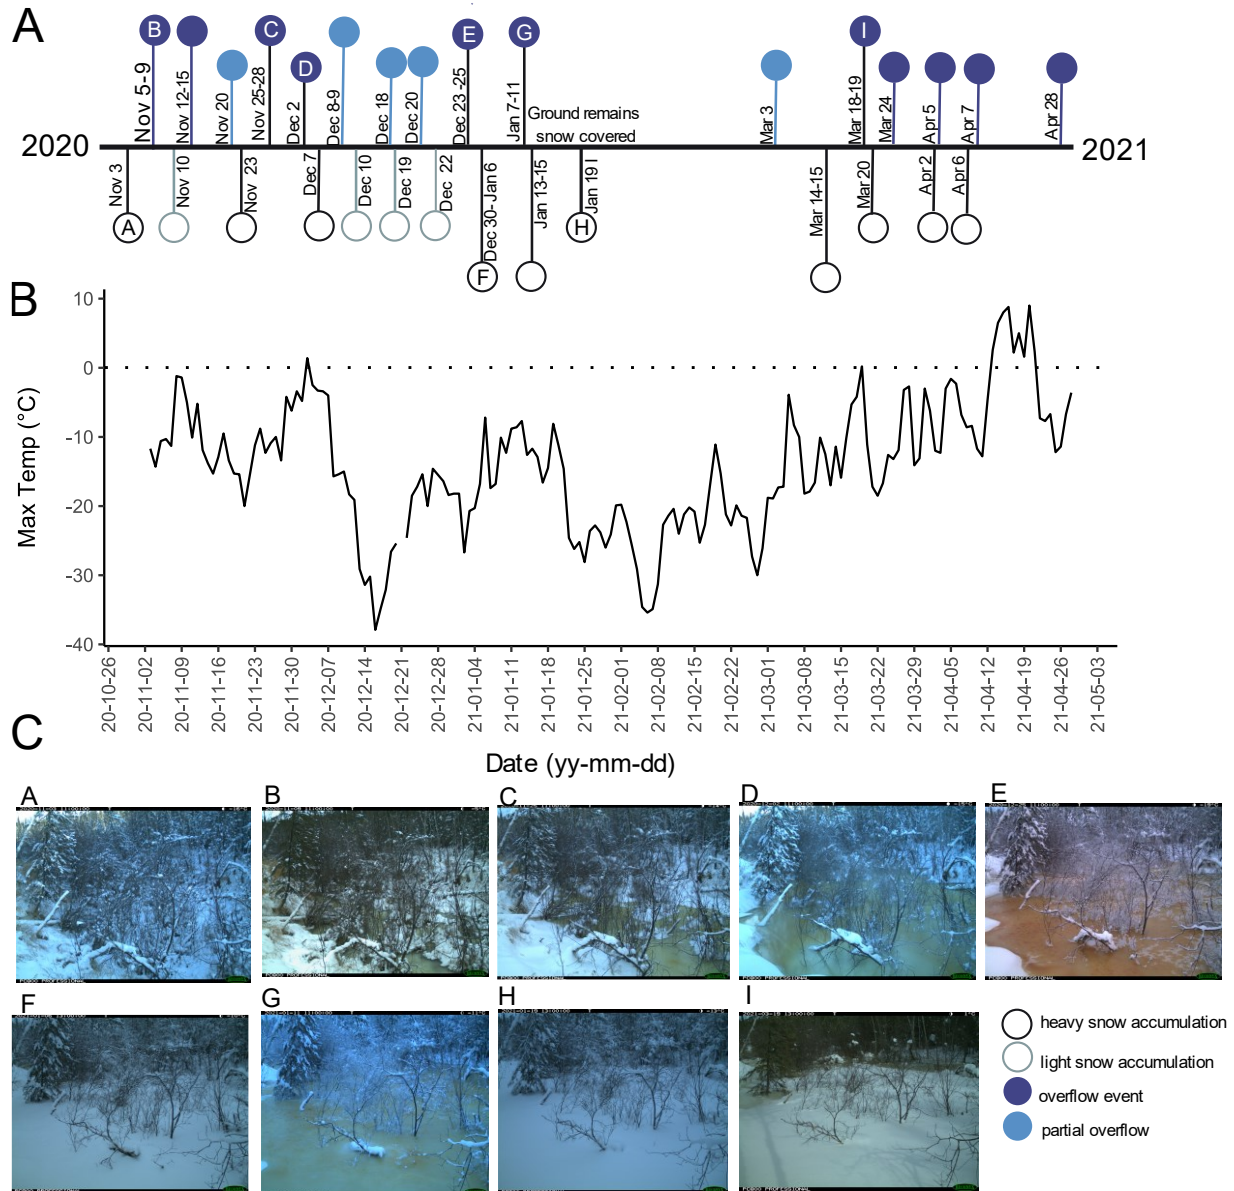 A
B
C
E
G
I
D
Nov 5-9
Nov 12-15
Nov 20
Nov 25-28
Dec 2
Dec 8-9
Dec 18
Dec 20
Dec 23-25
Jan 7-11
Ground remains
snow covered
Mar 3
Mar 18-19
Mar 24
Apr 5
Apr 7
Apr 28
2020
2021
Nov 3
Nov 10
Nov 23
Dec 7
Dec 10
Dec 19
Dec 22
Dec 30-Jan 6
Jan 13-15
Jan 19
Mar 14-15
Mar 20
Apr 2
Apr 6
A
H
F
B
10
0
-10
-20
-30
-40
Max Temp (°C)
20-10-26
20-11-02
20-11-09
20-11-16
20-11-23
20-11-30
20-12-07
20-12-14
20-12-21
20-12-28
21-01-04
21-01-11
21-01-18
21-01-25
21-02-01
21-02-08
21-02-15
21-02-22
21-03-01
21-03-08
21-03-15
21-03-22
21-03-29
21-04-05
21-04-12
21-04-19
21-04-26
21-05-03
Date (yy-mm-dd)
C
A
B
C
D
E
PC800 PROFESSIONAL
PC800 PROFESSIONAL
PC800 PROFESSIONAL
PC800 PROFESSIONAL
F
G
H
I
heavy snow accumulation
light snow accumulation
overflow event
partial overflow